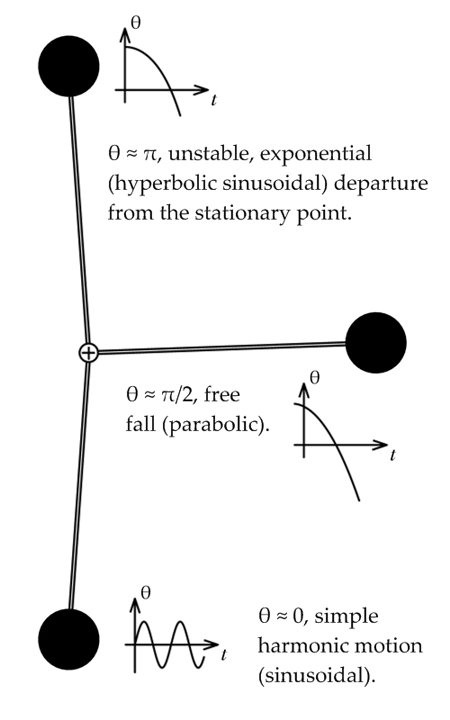 θ
t
θ ≈ π, unstable, exponential
(hyperbolic sinusoidal) departure
from the stationary point.
θ
θ ≈ π/2, free
fall (parabolic).
t
θ
θ ≈ 0, simple
harmonic motion
(sinusoidal).
t